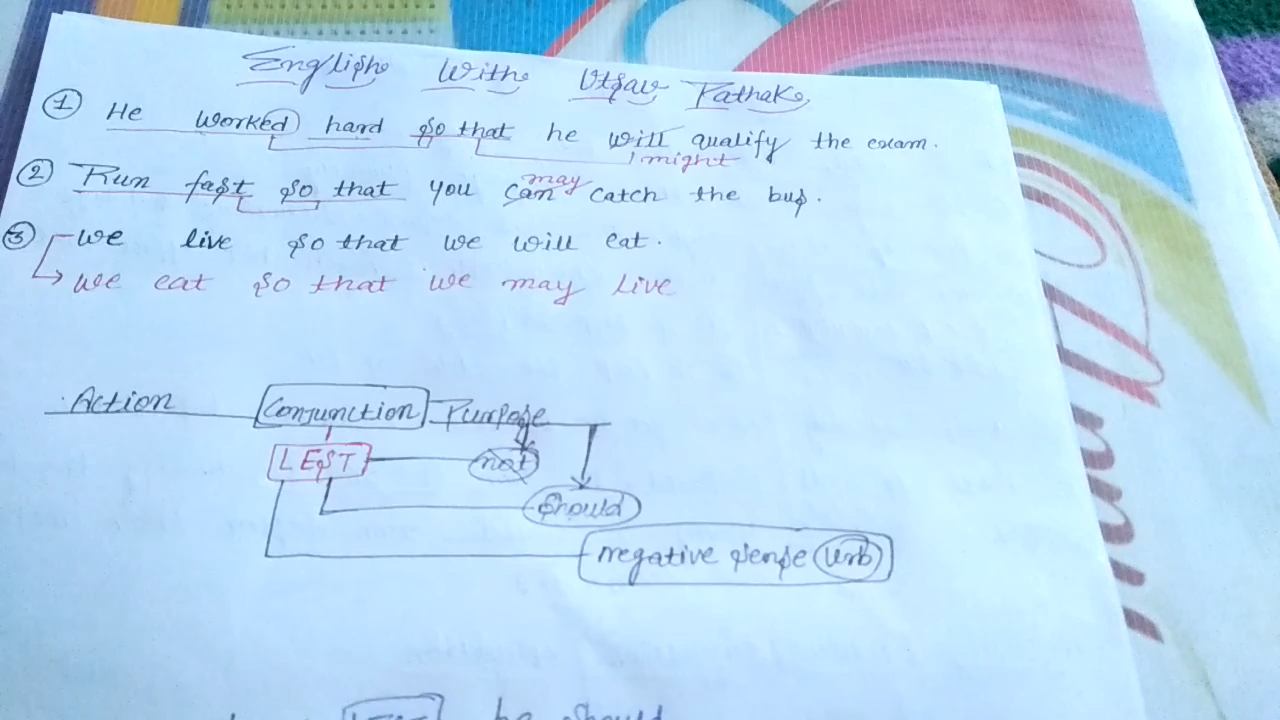 English With Utsav Pathak
① He worked hard so that he will qualify the exam.
might
② Run fast so that you can catch the bus.
may
③ we live so that we will eat.
we eat so that we may live
Action Conjunction Purpose
LEST not
should
negative sense verb
he should